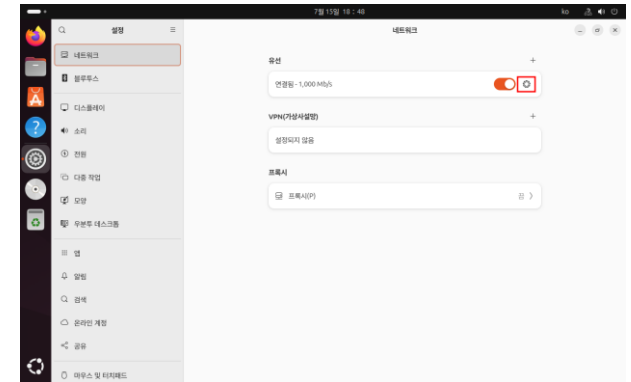 7월 15일 16 : 48
ko
설정
네트워크
네트워크
블루투스
디스플레이
소리
전원
다중 작업
모양
우분투 데스크톱
앱
알림
검색
온라인 계정
공유
마우스 및 터치패드
유선
연결됨 - 1,000 Mb/s
VPN(가상사설망)
설정되지 않음
프록시
프록시(P)
끔